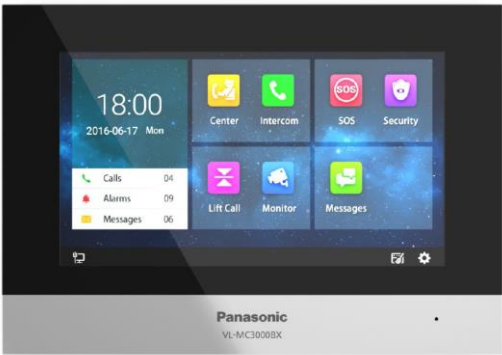 18:00
2016-06-17 Mon
Calls 04
Alarms 09
Messages 06
Center
Intercom
SOS
SOS
Security
Lift Call
Monitor
Messages
Panasonic
VL-MC3000BX